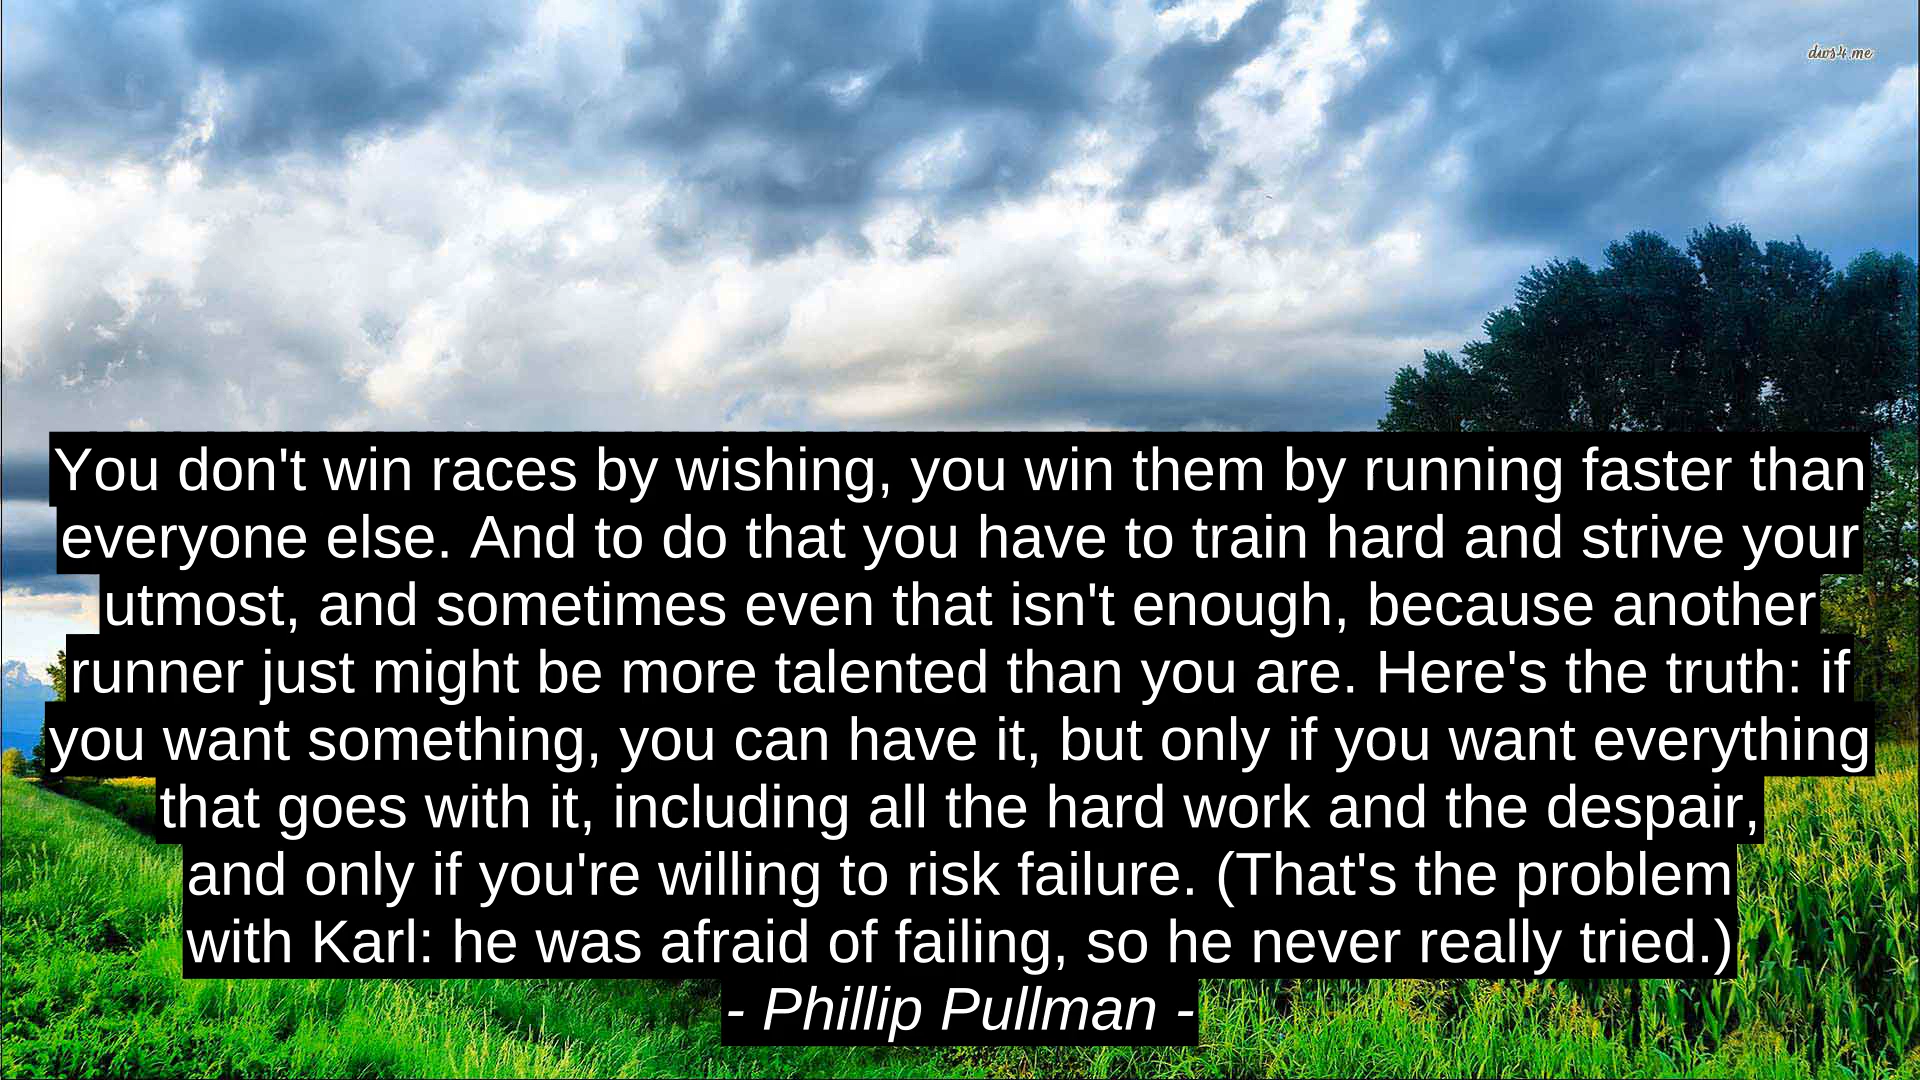 dws4.me
You don't win races by wishing, you win them by running faster than
everyone else. And to do that you have to train hard and strive your
utmost, and sometimes even that isn't enough, because another
runner just might be more talented than you are. Here's the truth: if
you want something, you can have it, but only if you want everything
that goes with it, including all the hard work and the despair,
and only if you're willing to risk failure. (That's the problem
with Karl: he was afraid of failing, so he never really tried.)
- Phillip Pullman -